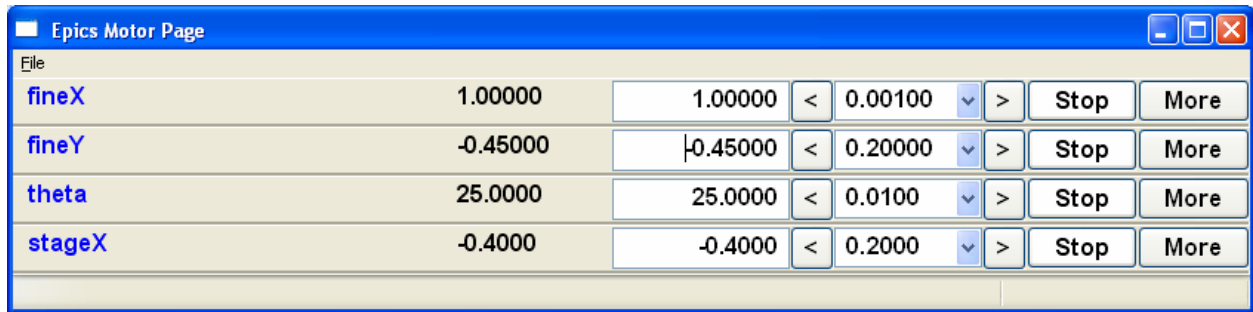 Epics Motor Page
File
fineX 1.00000 1.00000 < 0.00100 > Stop More
fineY -0.45000 -0.45000 < 0.20000 > Stop More
theta 25.0000 25.0000 < 0.0100 > Stop More
stageX -0.4000 -0.4000 < 0.2000 > Stop More